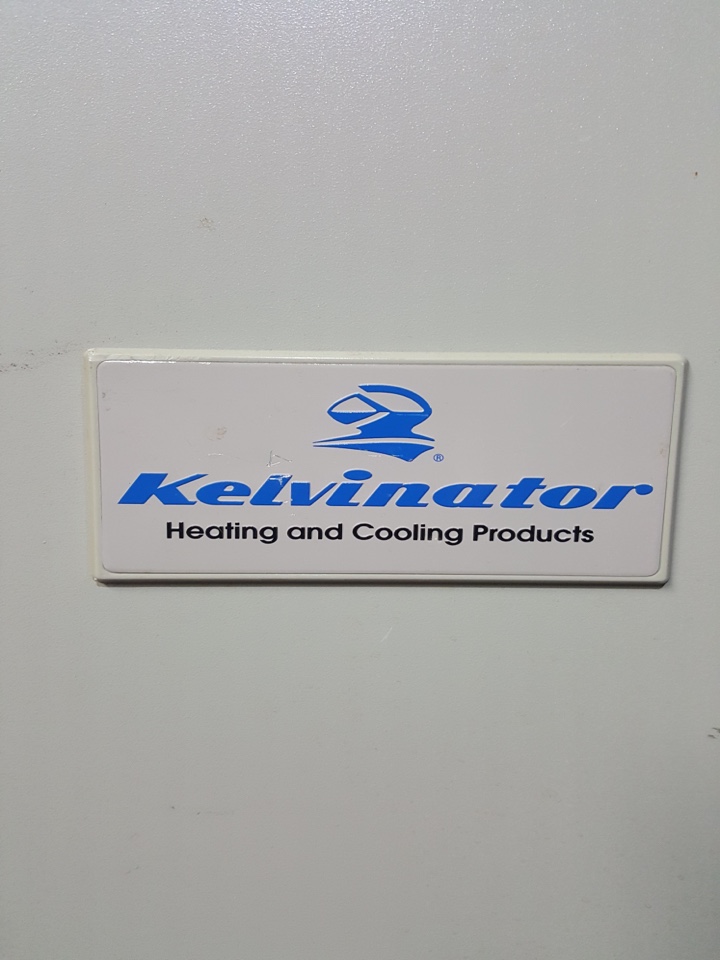 ®
Kelvinator
Heating and Cooling Products